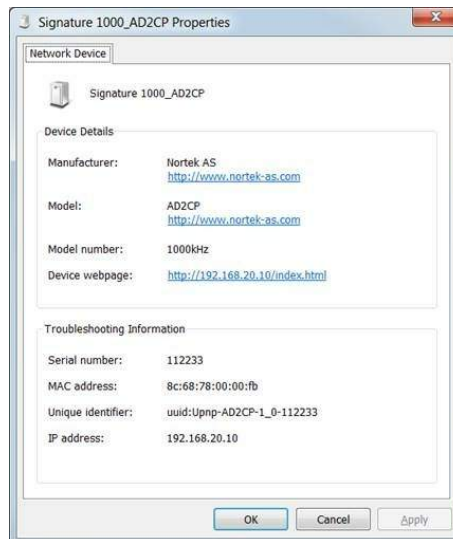 Signature 1000_AD2CP Properties
Network Device
Signature 1000_AD2CP
Device Details
Manufacturer: Nortek AS
http://www.nortek-as.com
Model: AD2CP
http://www.nortek-as.com
Model number: 1000kHz
Device webpage: http://192.168.20.10/index.html
Troubleshooting Information
Serial number: 112233
MAC address: 8c:68:78:00:00:fb
Unique identifier: uuid:Upnp-AD2CP-1_0-112233
IP address: 192.168.20.10
OK Cancel Apply